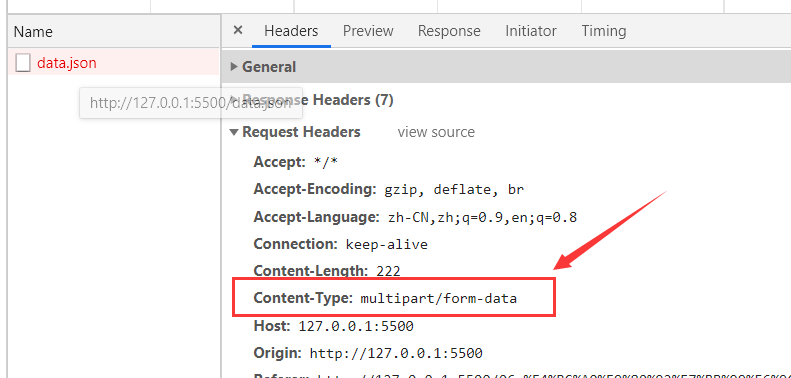 Name
× Headers Preview Response Initiator Timing
data.json
General
http://127.0.0.1:5500/data.json
Response Headers (7)
Request Headers view source
Accept: */*
Accept-Encoding: gzip, deflate, br
Accept-Language: zh-CN,zh;q=0.9,en;q=0.8
Connection: keep-alive
Content-Length: 222
Content-Type: multipart/form-data
Host: 127.0.0.1:5500
Origin: http://127.0.0.1:5500